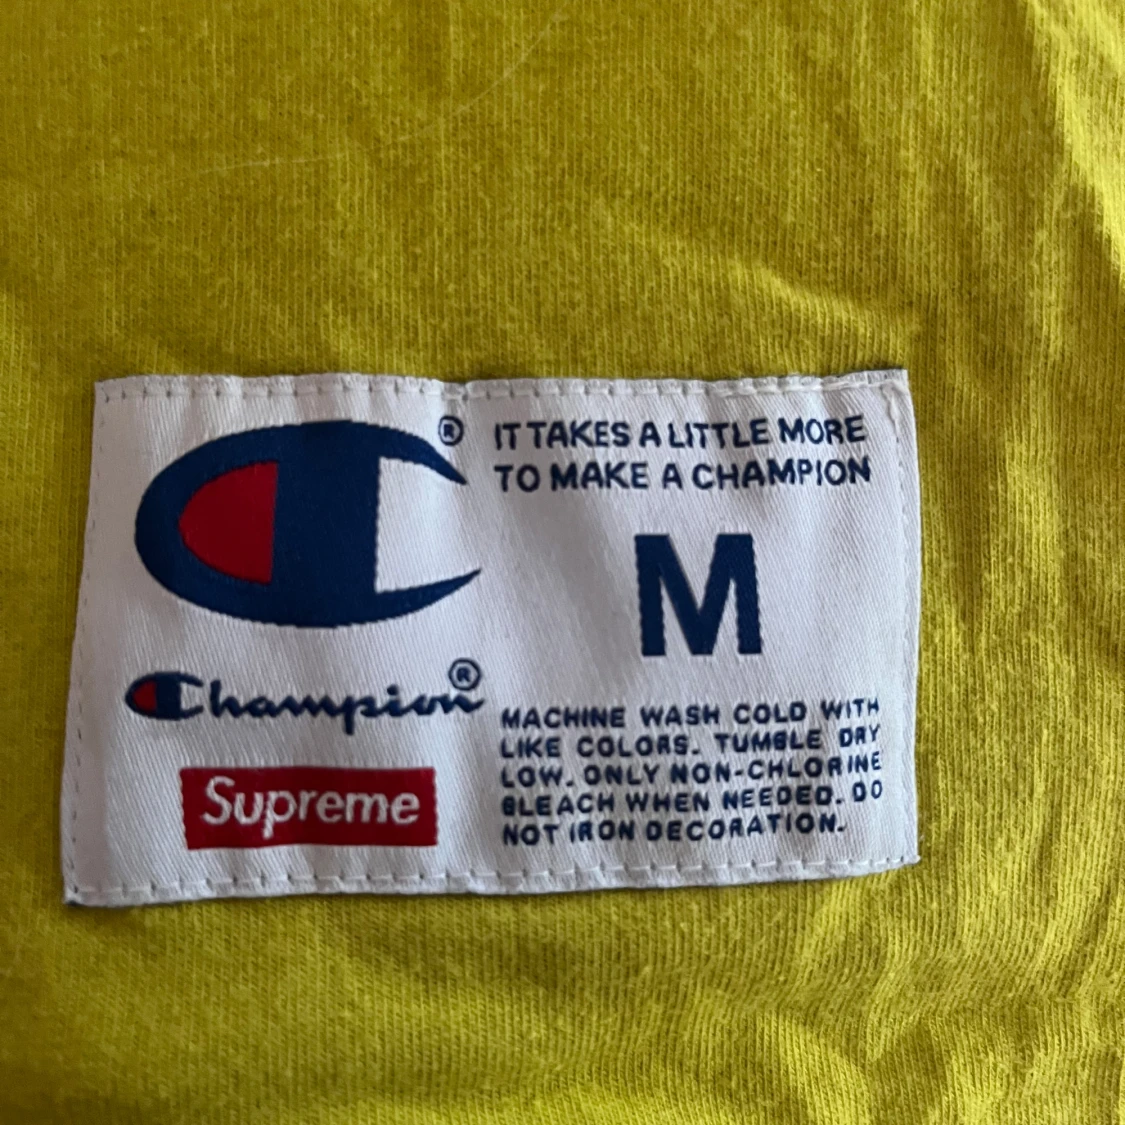 ®
Champion®
Supreme
IT TAKES A LITTLE MORE
TO MAKE A CHAMPION
M
MACHINE WASH COLD WITH
LIKE COLORS. TUMBLE DRY
LOW. ONLY NON-CHLORINE
BLEACH WHEN NEEDED. DO
NOT IRON DECORATION.